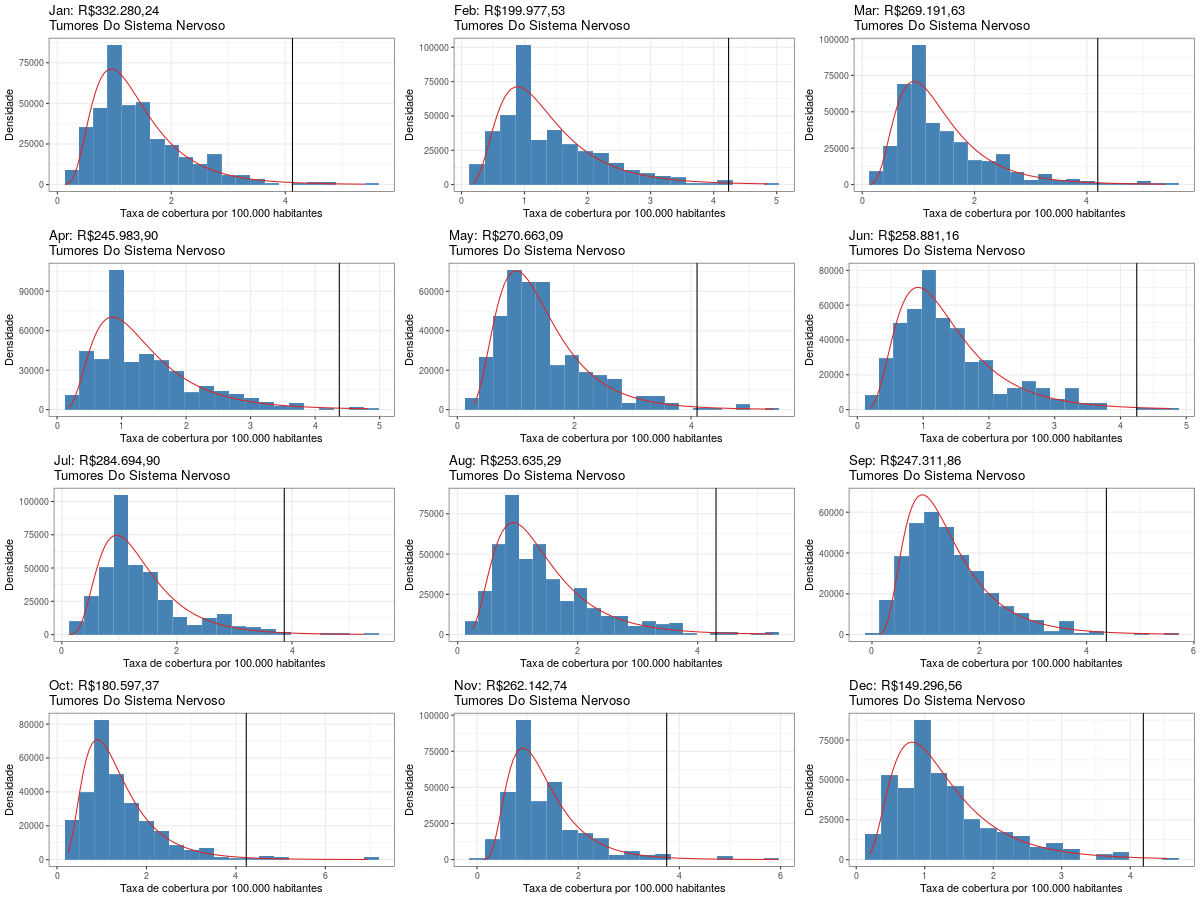 Jan: R$332.280,24
Tumores Do Sistema Nervoso
Densidade
75000
50000
25000
0
0 2 4
Taxa de cobertura por 100.000 habitantes
Feb: R$199.977,53
Tumores Do Sistema Nervoso
Densidade
100000
75000
50000
25000
0
0 1 2 3 4 5
Taxa de cobertura por 100.000 habitantes
Mar: R$269.191,63
Tumores Do Sistema Nervoso
Densidade
100000
75000
50000
25000
0
0 2 4
Taxa de cobertura por 100.000 habitantes
Apr: R$245.983,90
Tumores Do Sistema Nervoso
Densidade
90000
60000
30000
0
0 1 2 3 4 5
Taxa de cobertura por 100.000 habitantes
May: R$270.663,09
Tumores Do Sistema Nervoso
Densidade
60000
40000
20000
0
0 2 4
Taxa de cobertura por 100.000 habitantes
Jun: R$258.881,16
Tumores Do Sistema Nervoso
Densidade
80000
60000
40000
20000
0
0 1 2 3 4 5
Taxa de cobertura por 100.000 habitantes
Jul: R$284.694,90
Tumores Do Sistema Nervoso
Densidade
100000
75000
50000
25000
0
0 2 4
Taxa de cobertura por 100.000 habitantes
Aug: R$253.635,29
Tumores Do Sistema Nervoso
Densidade
75000
50000
25000
0
0 2 4
Taxa de cobertura por 100.000 habitantes
Sep: R$247.311,86
Tumores Do Sistema Nervoso
Densidade
60000
40000
20000
0
0 2 4 6
Taxa de cobertura por 100.000 habitantes
Oct: R$180.597,37
Tumores Do Sistema Nervoso
Densidade
80000
60000
40000
20000
0
0 2 4 6
Taxa de cobertura por 100.000 habitantes
Nov: R$262.142,74
Tumores Do Sistema Nervoso
Densidade
100000
75000
50000
25000
0
0 2 4 6
Taxa de cobertura por 100.000 habitantes
Dec: R$149.296,56
Tumores Do Sistema Nervoso
Densidade
75000
50000
25000
0
0 1 2 3 4
Taxa de cobertura por 100.000 habitantes